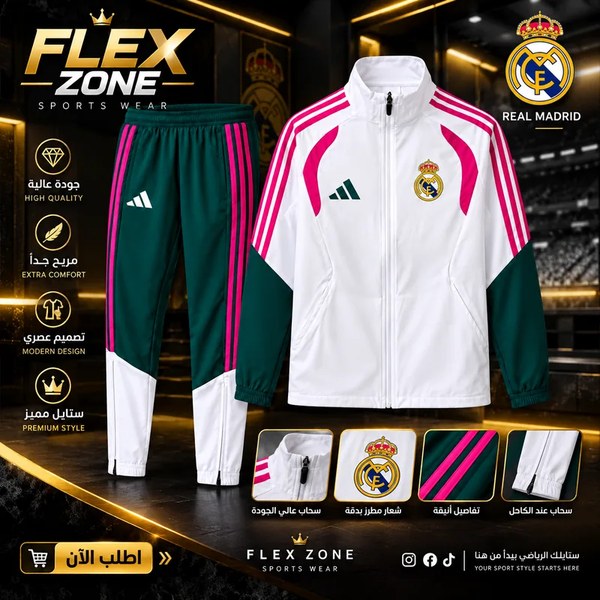 FLEX
ZONE
SPORTS WEAR
REAL MADRID
جودة عالية
HIGH QUALITY
مريح جداً
EXTRA COMFORT
تصميم عصري
MODERN DESIGN
ستايل مميز
PREMIUM STYLE
سحاب عالي الجودة
شعار مطرز بدقة
تفاصيل أنيقة
سحاب عند الكاحل
اطلب الآن
FLEX ZONE
SPORTS WEAR
ستايلك الرياضي يبدأ من هنا
YOUR SPORT STYLE STARTS HERE